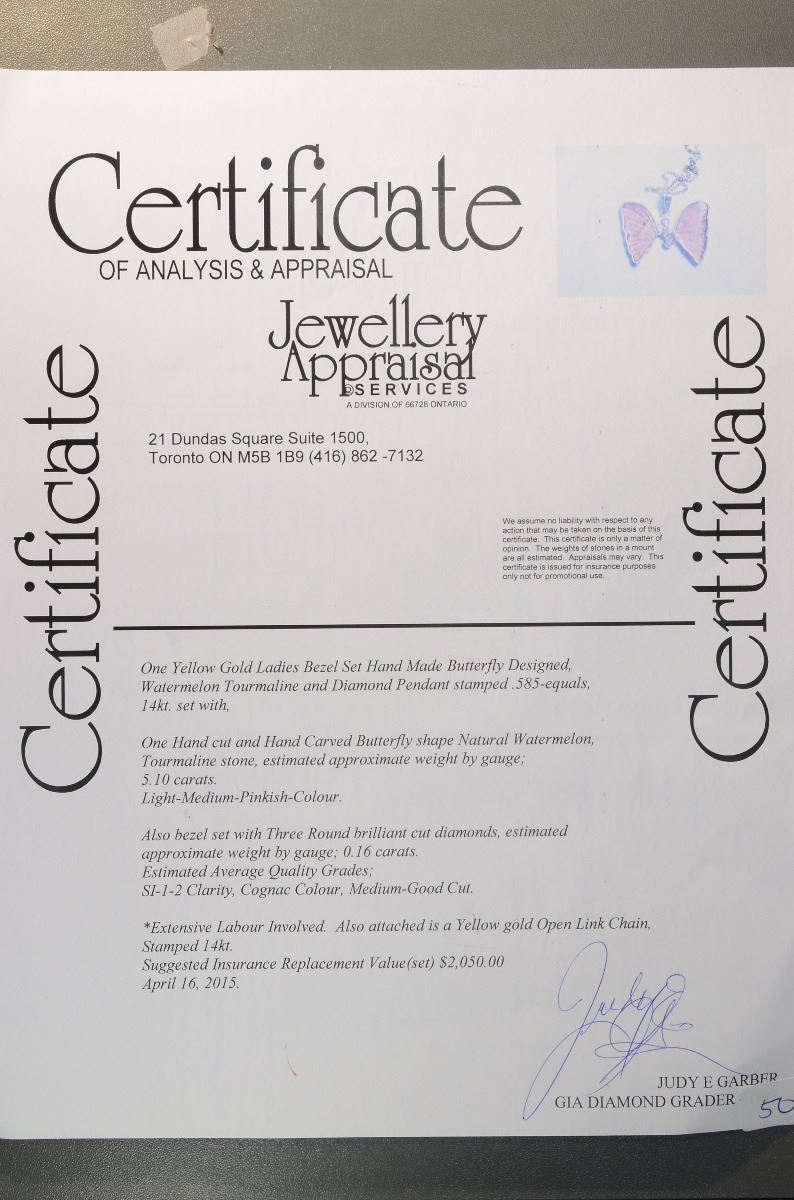 Certificate
OF ANALYSIS & APPRAISAL
Jewellery
Appraisal
SERVICES
A DIVISION OF 66728 ONTARIO
Certificate
Certificate
21 Dundas Square Suite 1500,
Toronto ON M5B 1B9 (416) 862 -7132
We assume no liability with respect to any
action that may be taken on the basis of this
certificate. This certificate is only a matter of
opinion. The weights of stones in a mount
are all estimated. Appraisals may vary. This
certificate is issued for insurance purposes
only not for promotional use.
One Yellow Gold Ladies Bezel Set Hand Made Butterfly Designed,
Watermelon Tourmaline and Diamond Pendant stamped .585-equals,
14kt. set with,
One Hand cut and Hand Carved Butterfly shape Natural Watermelon,
Tourmaline stone, estimated approximate weight by gauge;
5.10 carats.
Light-Medium-Pinkish-Colour.
Also bezel set with Three Round brilliant cut diamonds, estimated
approximate weight by gauge; 0.16 carats.
Estimated Average Quality Grades;
SI-1-2 Clarity, Cognac Colour, Medium-Good Cut.
*Extensive Labour Involved. Also attached is a Yellow gold Open Link Chain,
Stamped 14kt.
Suggested Insurance Replacement Value(set) $2,050.00
April 16, 2015.
JUDY E GARBER
GIA DIAMOND GRADER
50